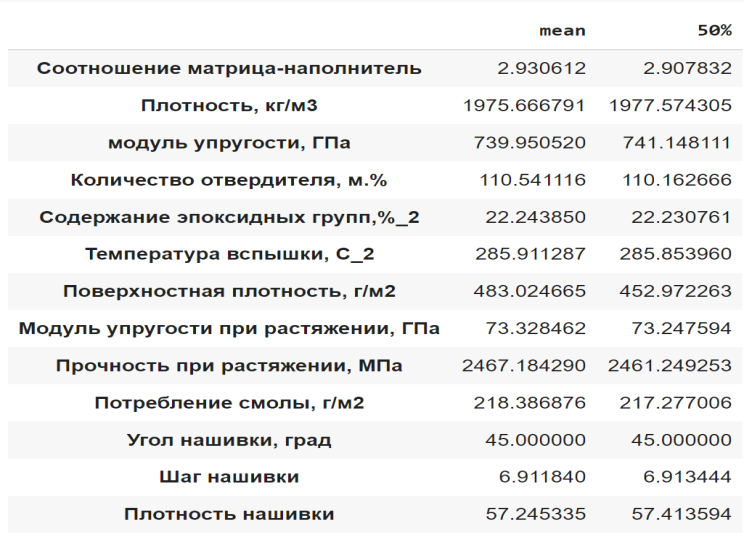 mean 50%
Соотношение матрица-наполнитель 2.930612 2.907832
Плотность, кг/м3 1975.666791 1977.574305
модуль упругости, ГПа 739.950520 741.148111
Количество отвердителя, м.% 110.541116 110.162666
Содержание эпоксидных групп,%_2 22.243850 22.230761
Температура вспышки, С_2 285.911287 285.853960
Поверхностная плотность, г/м2 483.024665 452.972263
Модуль упругости при растяжении, ГПа 73.328462 73.247594
Прочность при растяжении, МПа 2467.184290 2461.249253
Потребление смолы, г/м2 218.386876 217.277006
Угол нашивки, град 45.000000 45.000000
Шаг нашивки 6.911840 6.913444
Плотность нашивки 57.245335 57.413594